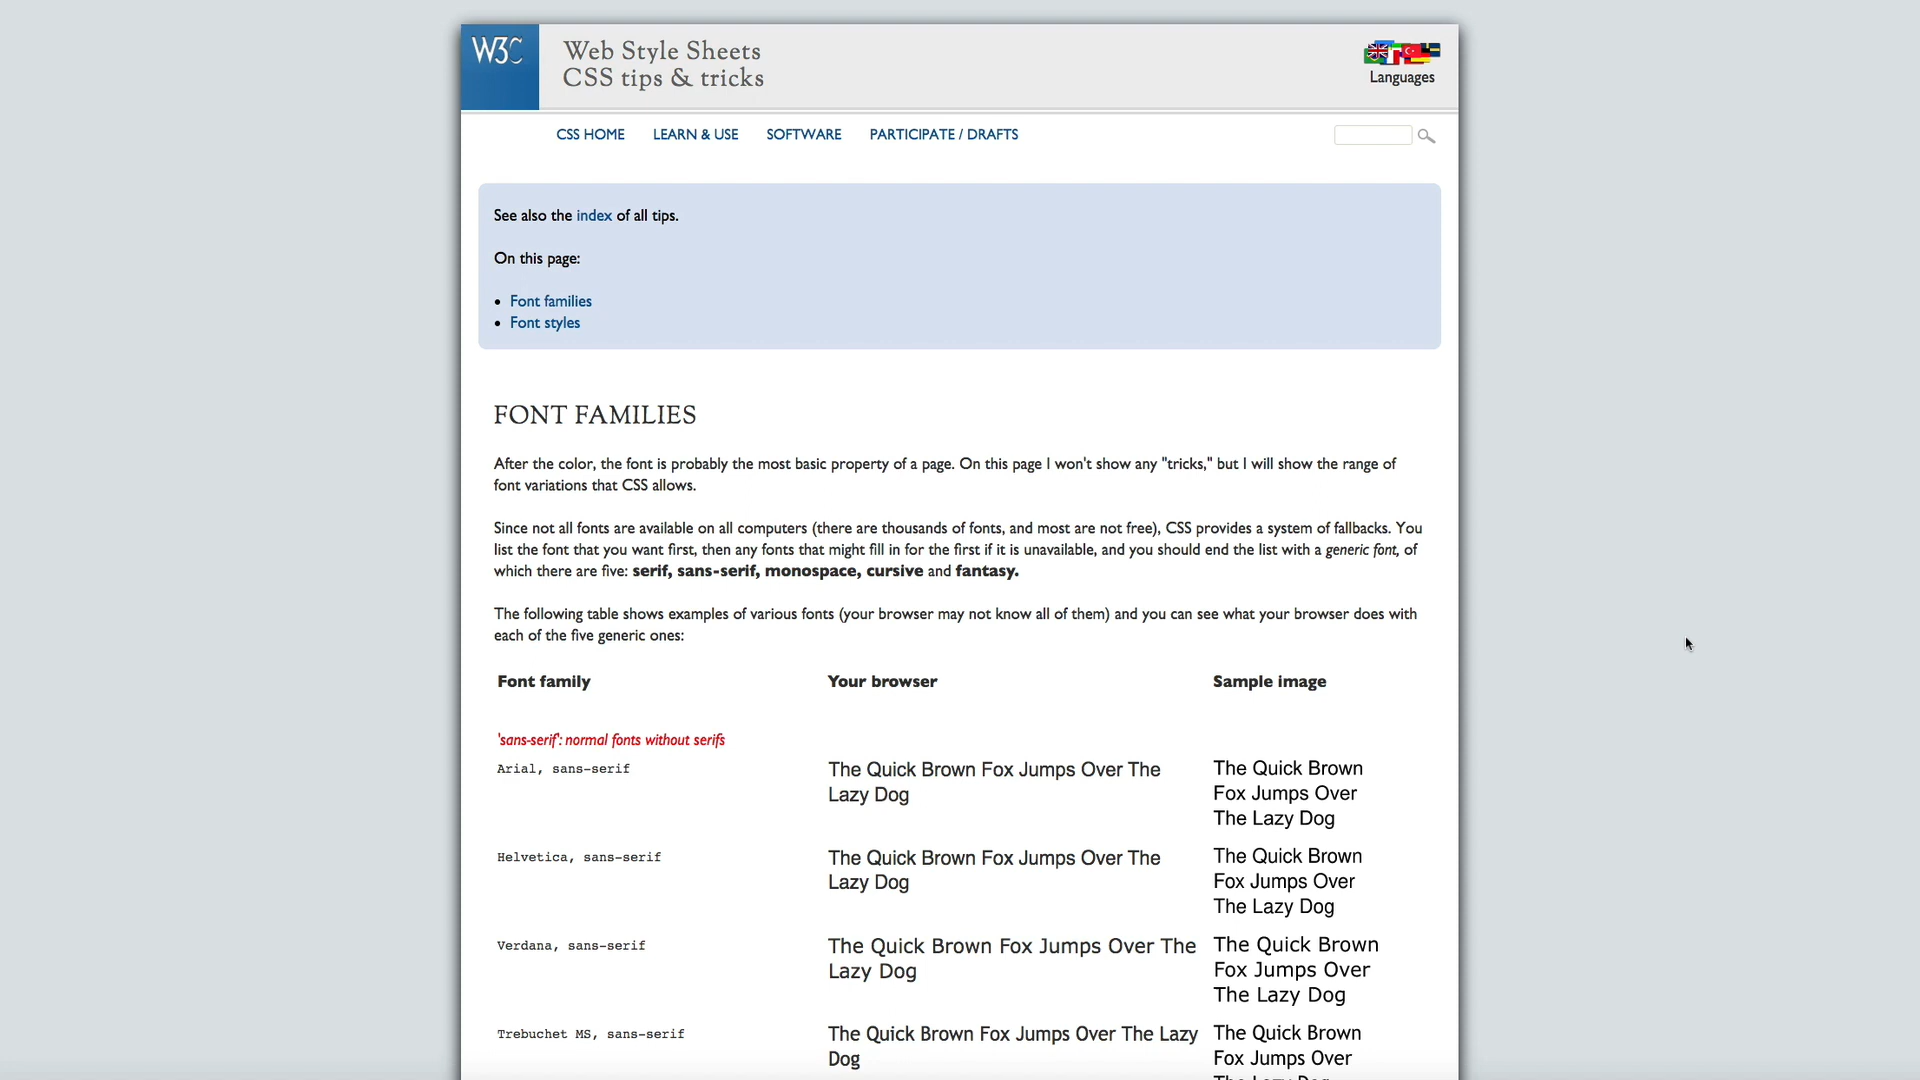 W3C
Web Style Sheets
CSS tips & tricks
Languages
CSS HOME LEARN & USE SOFTWARE PARTICIPATE / DRAFTS
See also the index of all tips.
On this page:
• Font families
• Font styles
FONT FAMILIES
After the color, the font is probably the most basic property of a page. On this page I won't show any "tricks," but I will show the range of
font variations that CSS allows.
Since not all fonts are available on all computers (there are thousands of fonts, and most are not free), CSS provides a system of fallbacks. You
list the font that you want first, then any fonts that might fill in for the first if it is unavailable, and you should end the list with a generic font, of
which there are five: serif, sans-serif, monospace, cursive and fantasy.
The following table shows examples of various fonts (your browser may not know all of them) and you can see what your browser does with
each of the five generic ones:
Font family Your browser Sample image
'sans-serif': normal fonts without serifs
Arial, sans-serif
The Quick Brown Fox Jumps Over The
Lazy Dog
The Quick Brown
Fox Jumps Over
The Lazy Dog
Helvetica, sans-serif
The Quick Brown Fox Jumps Over The
Lazy Dog
The Quick Brown
Fox Jumps Over
The Lazy Dog
Verdana, sans-serif
The Quick Brown Fox Jumps Over The
Lazy Dog
The Quick Brown
Fox Jumps Over
The Lazy Dog
Trebuchet MS, sans-serif
The Quick Brown Fox Jumps Over The Lazy
Dog
The Quick Brown
Fox Jumps Over
The Lazy Dog